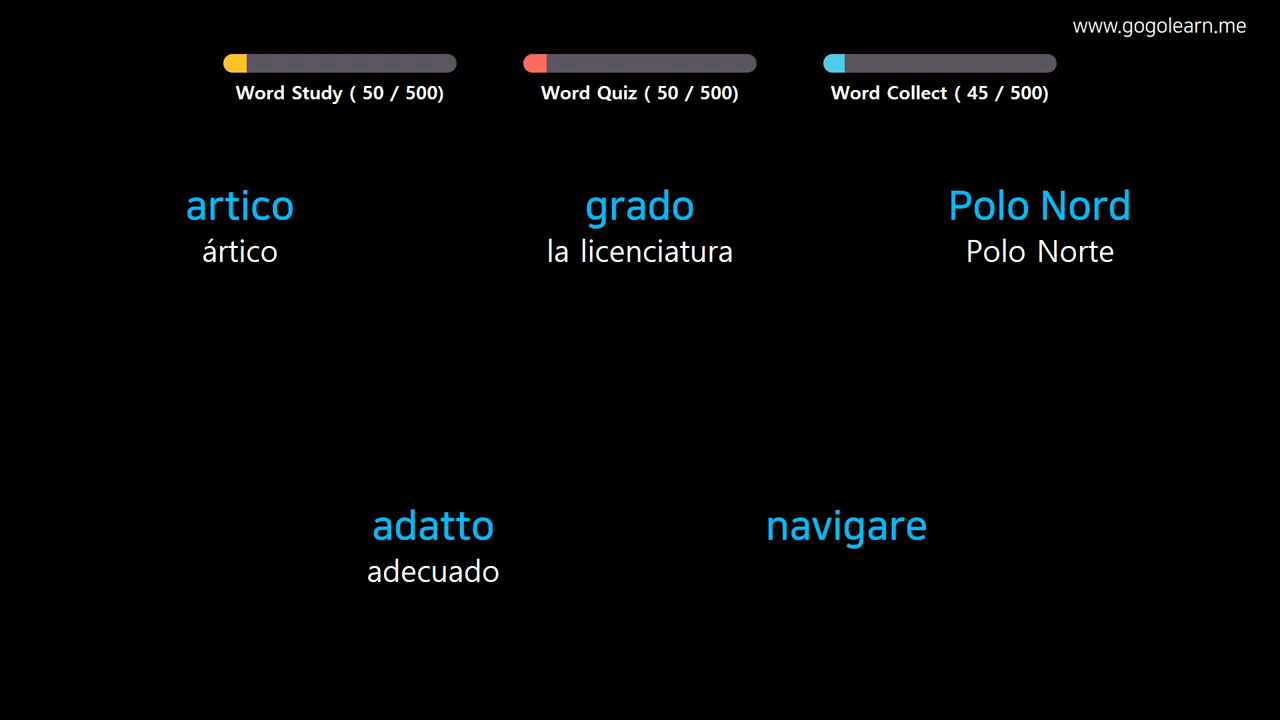 www.gogolearn.me
Word Study ( 50 / 500)
Word Quiz ( 50 / 500)
Word Collect ( 45 / 500)
artico
ártico
grado
la licenciatura
Polo Nord
Polo Norte
adatto
adecuado
navigare